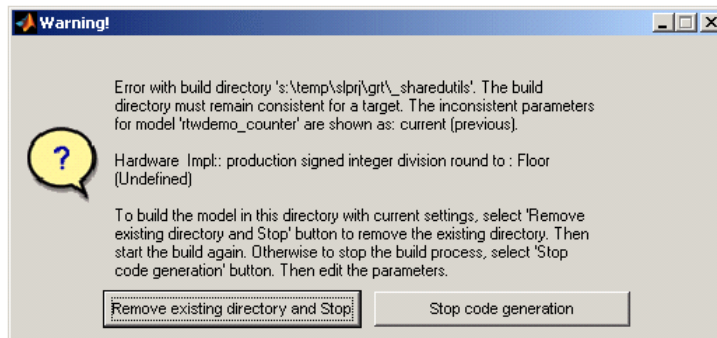 Warning!
Error with build directory 's:\temp\slprj\grt\_sharedutils'. The build
directory must remain consistent for a target. The inconsistent parameters
for model 'rtwdemo_counter' are shown as: current (previous).
Hardware Impl:: production signed integer division round to : Floor
(Undefined)
To build the model in this directory with current settings, select 'Remove
existing directory and Stop' button to remove the existing directory. Then
start the build again. Otherwise to stop the build process, select 'Stop
code generation' button. Then edit the parameters.
Remove existing directory and Stop Stop code generation